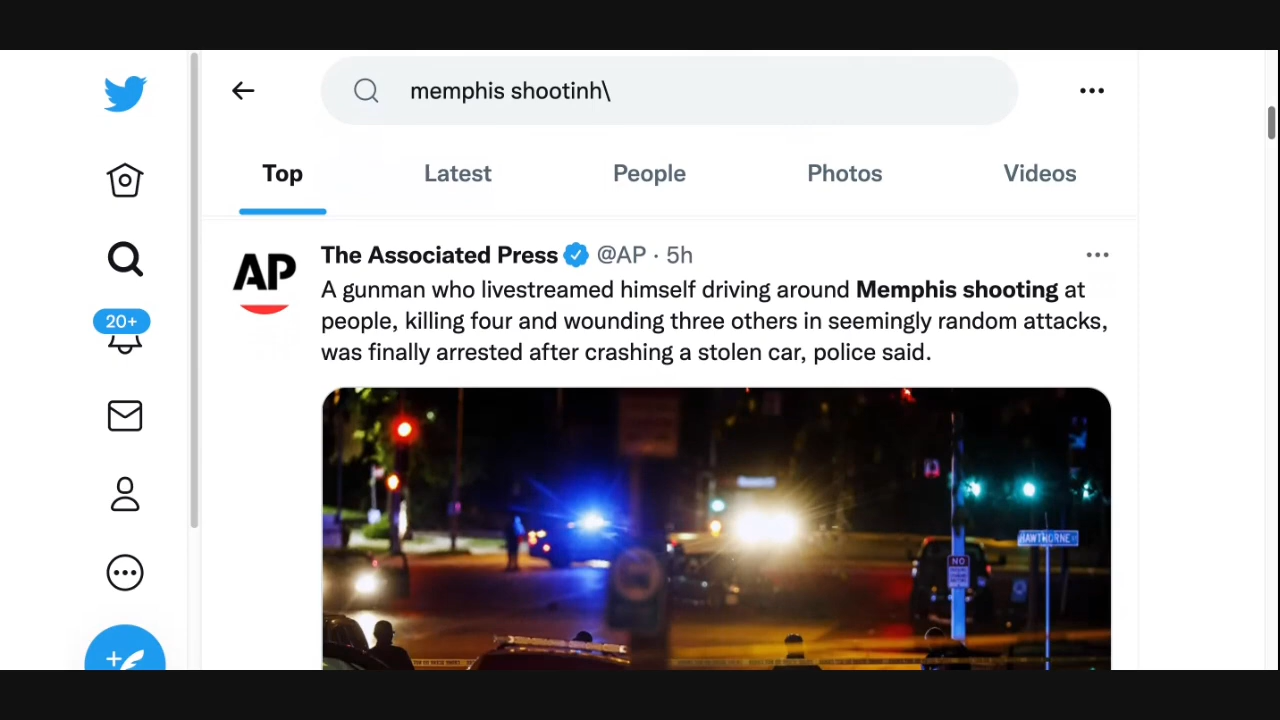 memphis shootinh\
Top Latest People Photos Videos
The Associated Press @AP · 5h
AP
A gunman who livestreamed himself driving around Memphis shooting at
people, killing four and wounding three others in seemingly random attacks,
was finally arrested after crashing a stolen car, police said.
20+
HAWTHORNE
NO